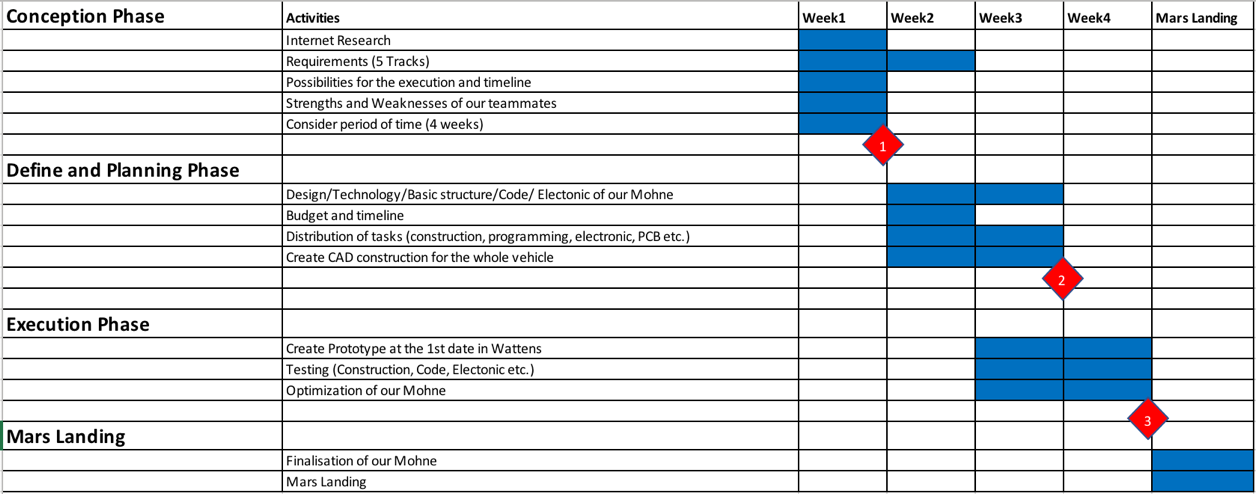 Conception Phase Activities Week1 Week2 Week3 Week4 Mars Landing
Internet Research
Requirements (5 Tracks)
Possibilities for the execution and timeline
Strengths and Weaknesses of our teammates
Consider period of time (4 weeks)
1
Define and Planning Phase
Design/Technology/Basic structure/Code/ Electonic of our Mohne
Budget and timeline
Distribution of tasks (construction, programming, electronic, PCB etc.)
Create CAD construction for the whole vehicle
2
Execution Phase
Create Prototype at the 1st date in Wattens
Testing (Construction, Code, Electonic etc.)
Optimization of our Mohne
3
Mars Landing
Finalisation of our Mohne
Mars Landing